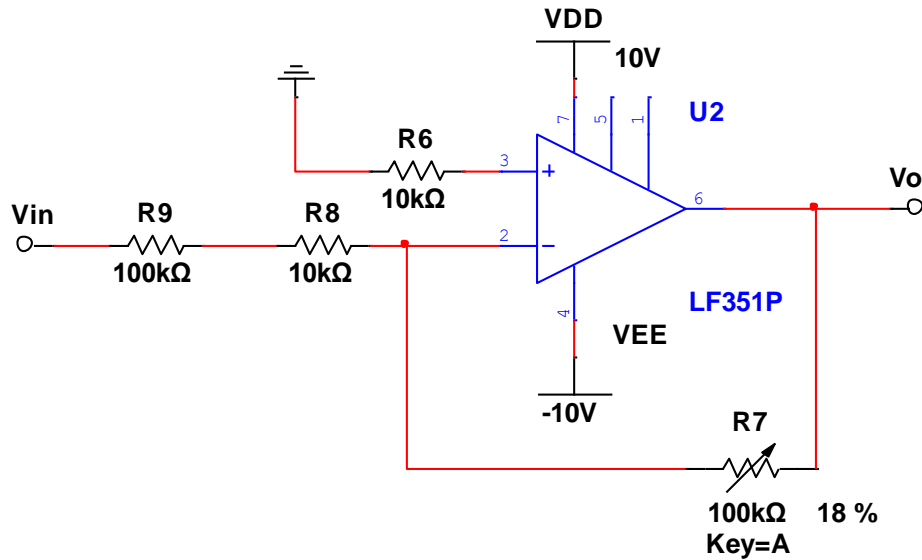 VDD
10V
U2
7
5
1
R6
3
+
10kΩ
6
Vo
Vin
R9
R8
2
−
100kΩ
10kΩ
4
LF351P
VEE
-10V
R7
100kΩ 18 %
Key=A